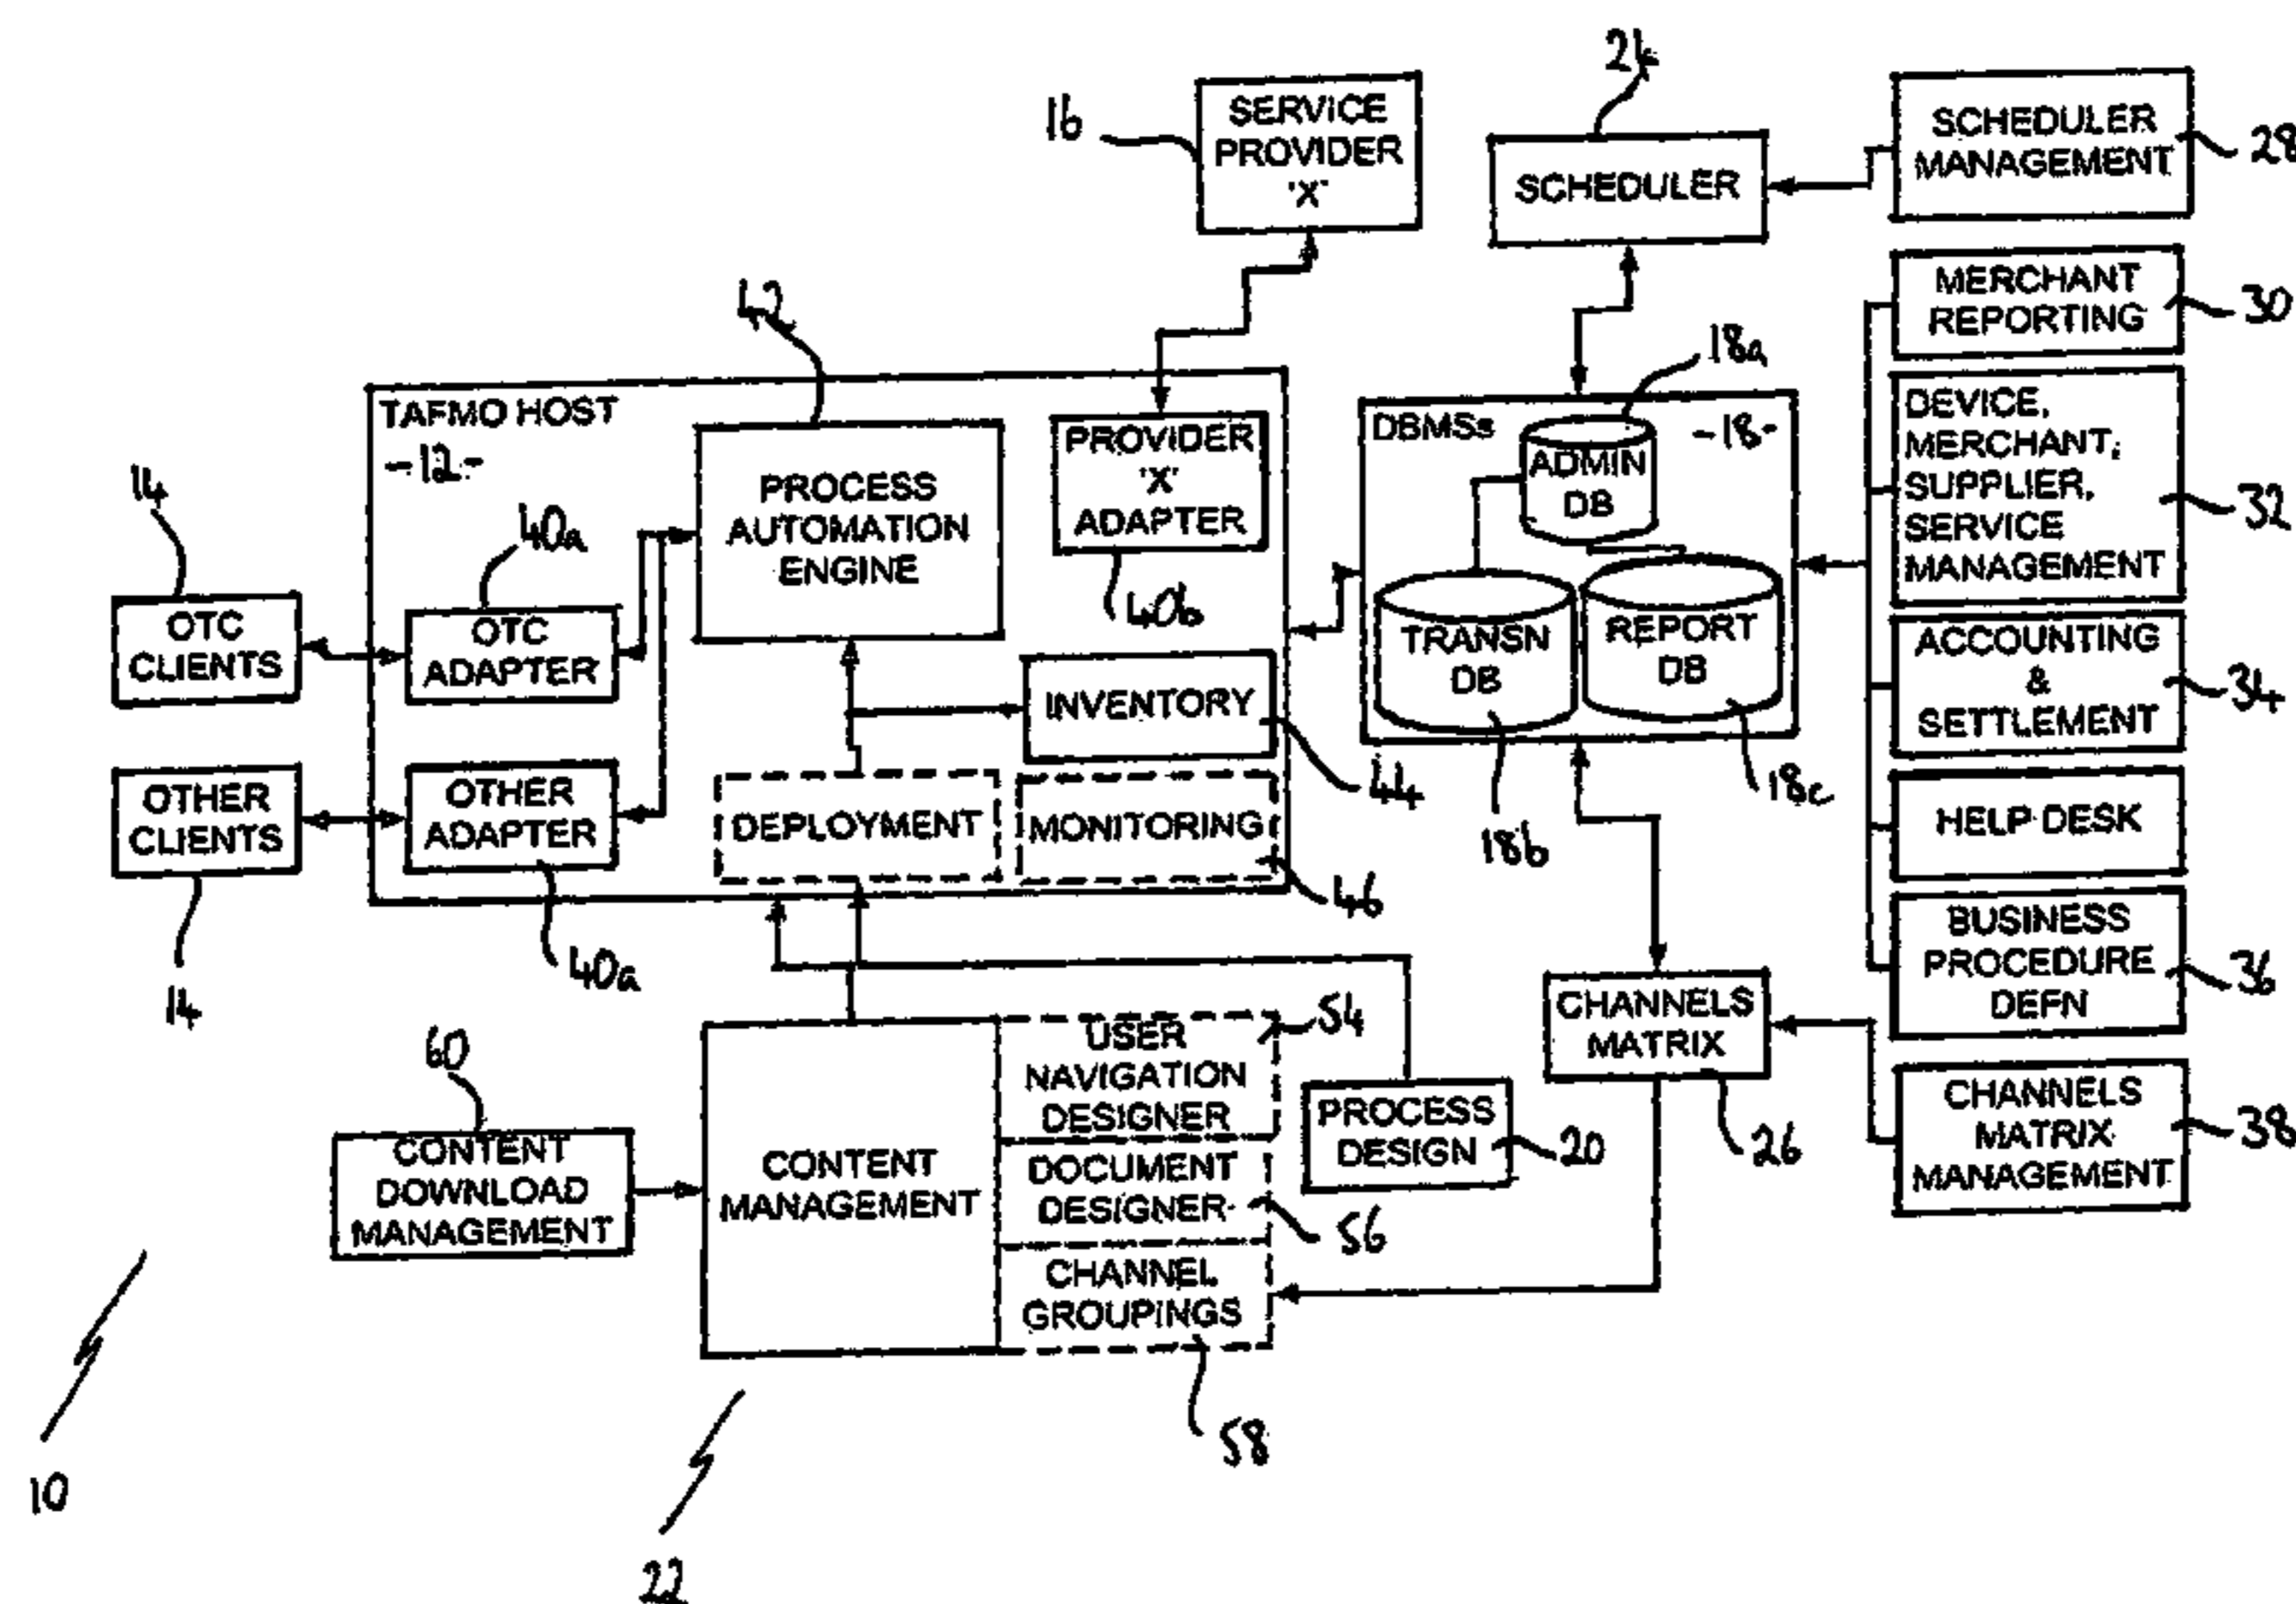 24
16
SERVICE
PROVIDER
'X'
SCHEDULER
SCHEDULER
MANAGEMENT
28
42
MERCHANT
REPORTING
30
18a
TAFMO HOST
-12-
PROCESS
AUTOMATION
ENGINE
PROVIDER
'X'
ADAPTER
40b
DBMSs
-18-
ADMIN
DB
TRANSN
DB
REPORT
DB
18b
18c
DEVICE,
MERCHANT,
SUPPLIER,
SERVICE
MANAGEMENT
32
14
OTC
CLIENTS
40a
OTC
ADAPTER
INVENTORY
44
ACCOUNTING
&
SETTLEMENT
34
OTHER
CLIENTS
14
OTHER
ADAPTER
40a
DEPLOYMENT
MONITORING
46
HELP DESK
BUSINESS
PROCEDURE
DEFN
36
CHANNELS
MATRIX
26
CHANNELS
MATRIX
MANAGEMENT
38
60
CONTENT
DOWNLOAD
MANAGEMENT
CONTENT
MANAGEMENT
USER
NAVIGATION
DESIGNER
54
DOCUMENT
DESIGNER
56
CHANNEL
GROUPINGS
58
PROCESS
DESIGN
20
10
22